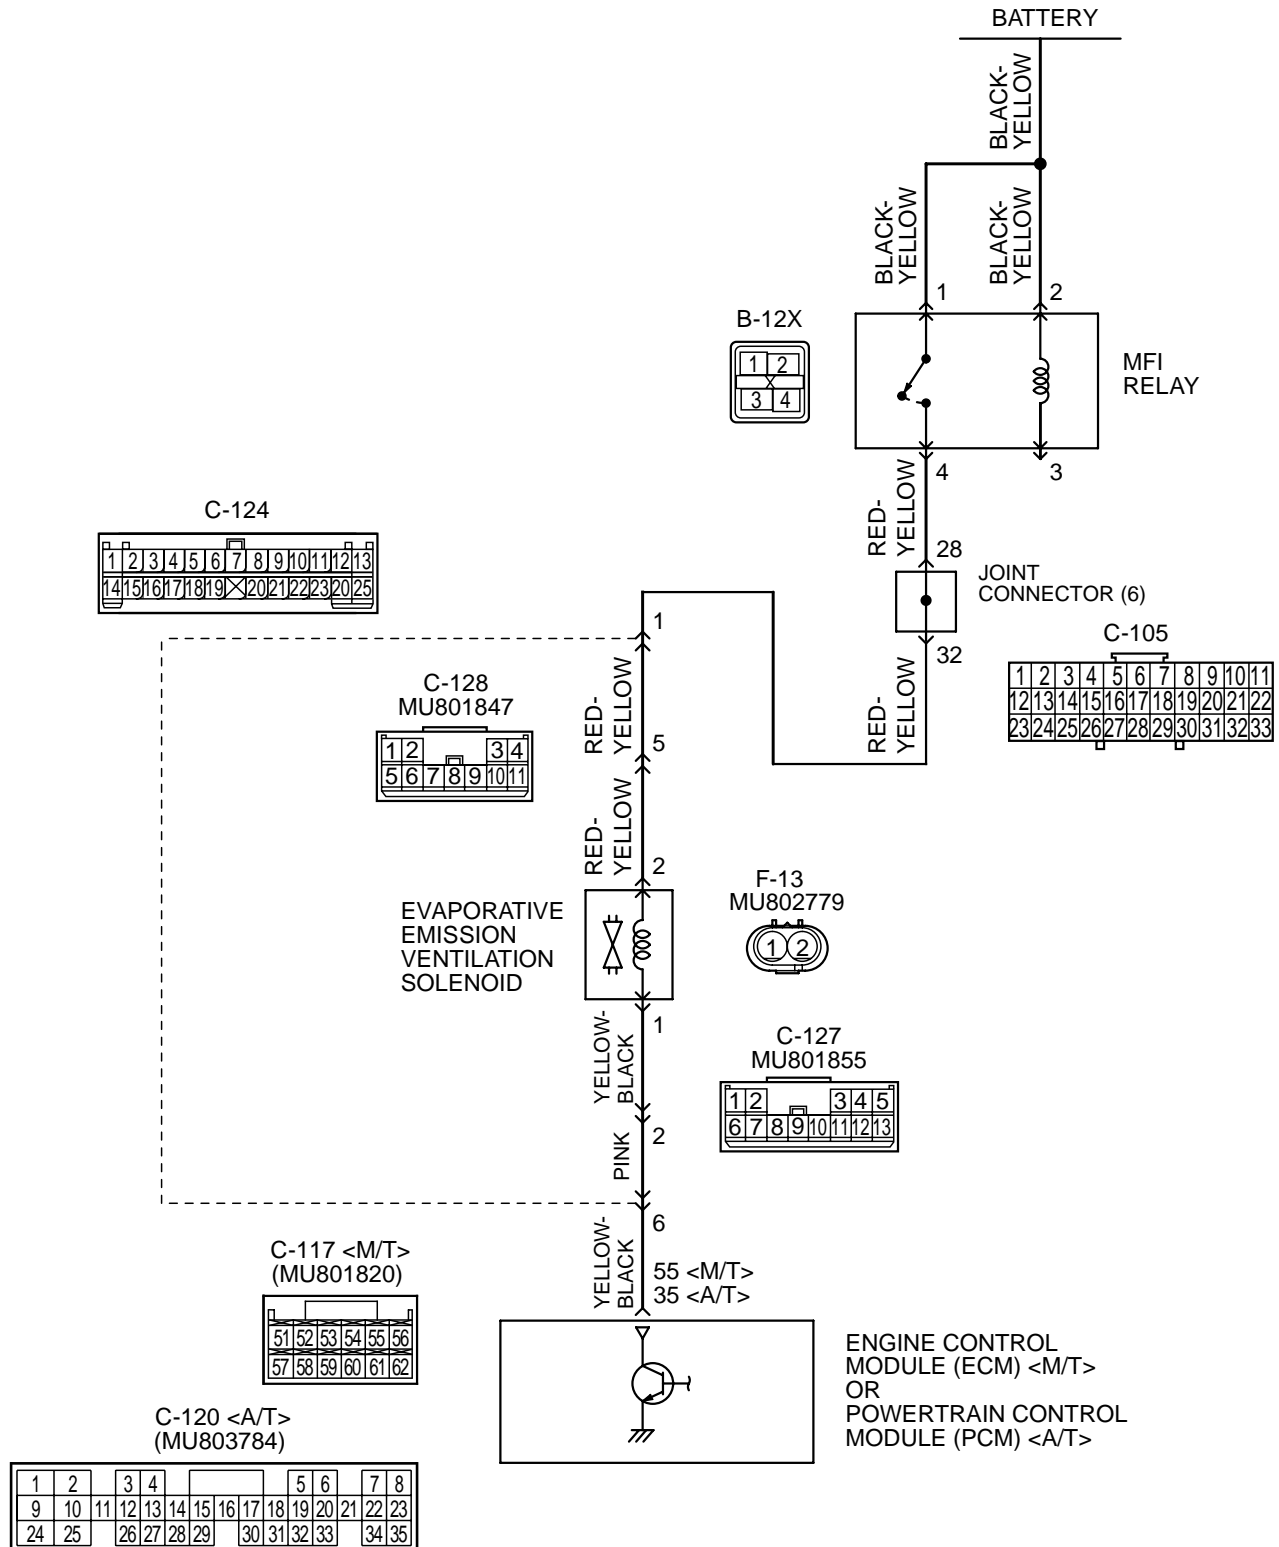 BATTERY
BLACK-
YELLOW
BLACK-
YELLOW
BLACK-
YELLOW
1
2
B-12X
1 2
X
3 4
MFI
RELAY
4
3
RED-
YELLOW
C-124
1 2 3 4 5 6 7 8 9 10 11 12 13
14 15 16 17 18 19 20 21 22 23 20 25
28
JOINT
CONNECTOR (6)
32
C-105
1 2 3 4 5 6 7 8 9 10 11
12 13 14 15 16 17 18 19 20 21 22
23 24 25 26 27 28 29 30 31 32 33
RED-
YELLOW
1
RED-
YELLOW
C-128
MU801847
1 2 3 4
5 6 7 8 9 10 11
5
RED-
YELLOW
2
EVAPORATIVE
EMISSION
VENTILATION
SOLENOID
F-13
MU802779
1 2
1
YELLOW-
BLACK
C-127
MU801855
1 2 3 4 5
6 7 8 9 10 11 12 13
2
PINK
6
YELLOW-
BLACK
55 <M/T>
35 <A/T>
C-117 <M/T>
(MU801820)
51 52 53 54 55 56
57 58 59 60 61 62
ENGINE CONTROL
MODULE (ECM) <M/T>
OR
POWERTRAIN CONTROL
MODULE (PCM) <A/T>
C-120 <A/T>
(MU803784)
1 2 3 4 5 6 7 8
9 10 11 12 13 14 15 16 17 18 19 20 21 22 23
24 25 26 27 28 29 30 31 32 33 34 35